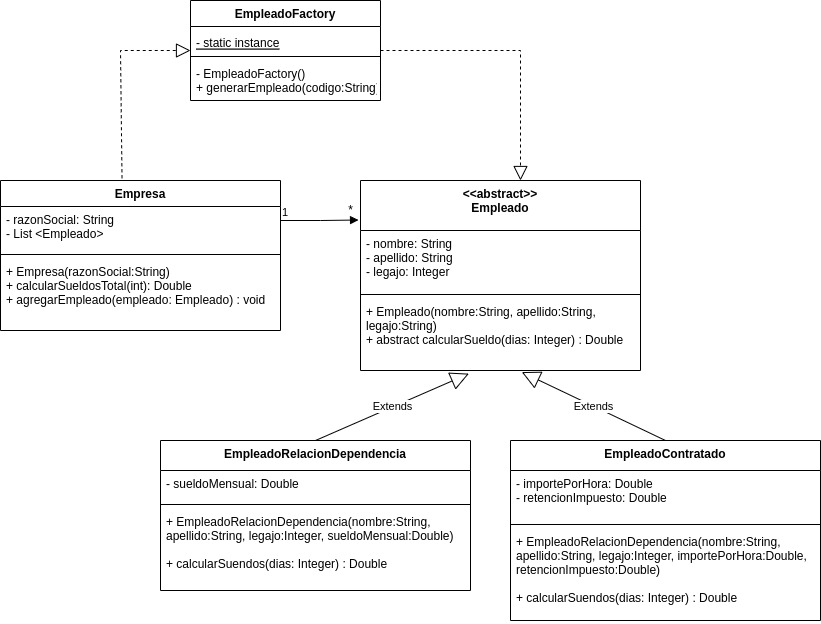 EmpleadoFactory
- static instance
- EmpleadoFactory()
+ generarEmpleado(codigo:String)
Empresa
- razonSocial: String
- List <Empleado>
+ Empresa(razonSocial:String)
+ calcularSueldosTotal(int): Double
+ agregarEmpleado(empleado: Empleado) : void
1
*
<<abstract>>
Empleado
- nombre: String
- apellido: String
- legajo: Integer
+ Empleado(nombre:String, apellido:String,
legajo:String)
+ abstract calcularSueldo(dias: Integer) : Double
Extends
Extends
EmpleadoRelacionDependencia
- sueldoMensual: Double
+ EmpleadoRelacionDependencia(nombre:String,
apellido:String, legajo:Integer, sueldoMensual:Double)
+ calcularSuendos(dias: Integer) : Double
EmpleadoContratado
- importePorHora: Double
- retencionImpuesto: Double
+ EmpleadoRelacionDependencia(nombre:String,
apellido:String, legajo:Integer, importePorHora:Double,
retencionImpuesto:Double)
+ calcularSuendos(dias: Integer) : Double